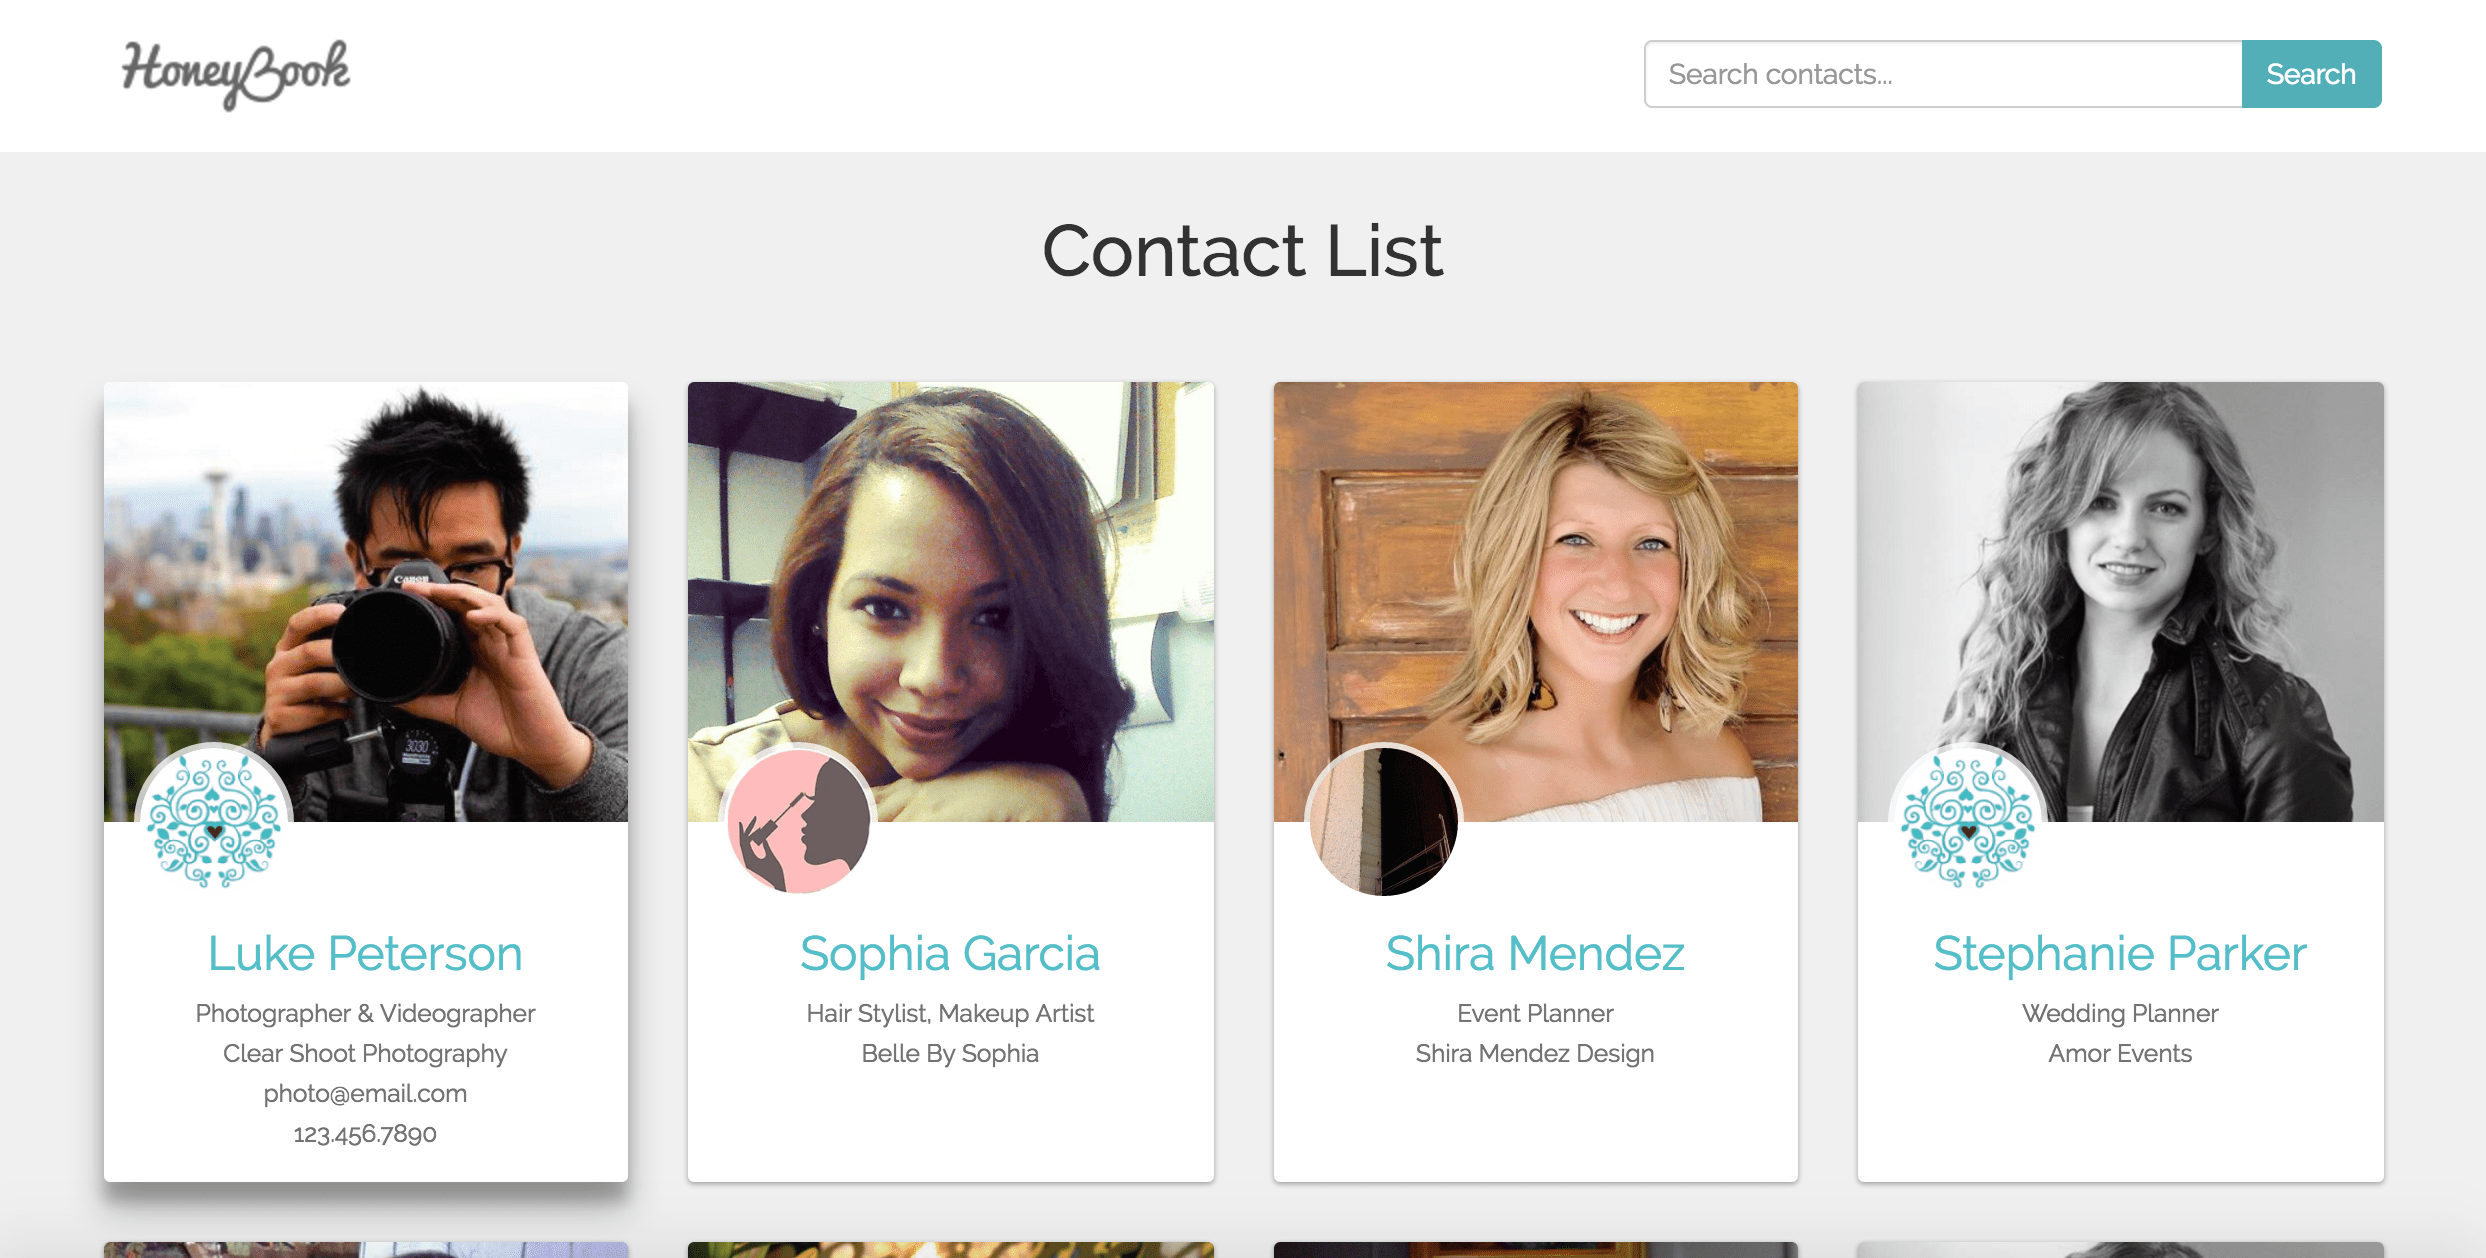 HoneyBook
Search contacts...
Search
Contact List
Canon
3030
Luke Peterson
Photographer & Videographer
Clear Shoot Photography
photo@email.com
123.456.7890
Sophia Garcia
Hair Stylist, Makeup Artist
Belle By Sophia
Shira Mendez
Event Planner
Shira Mendez Design
Stephanie Parker
Wedding Planner
Amor Events